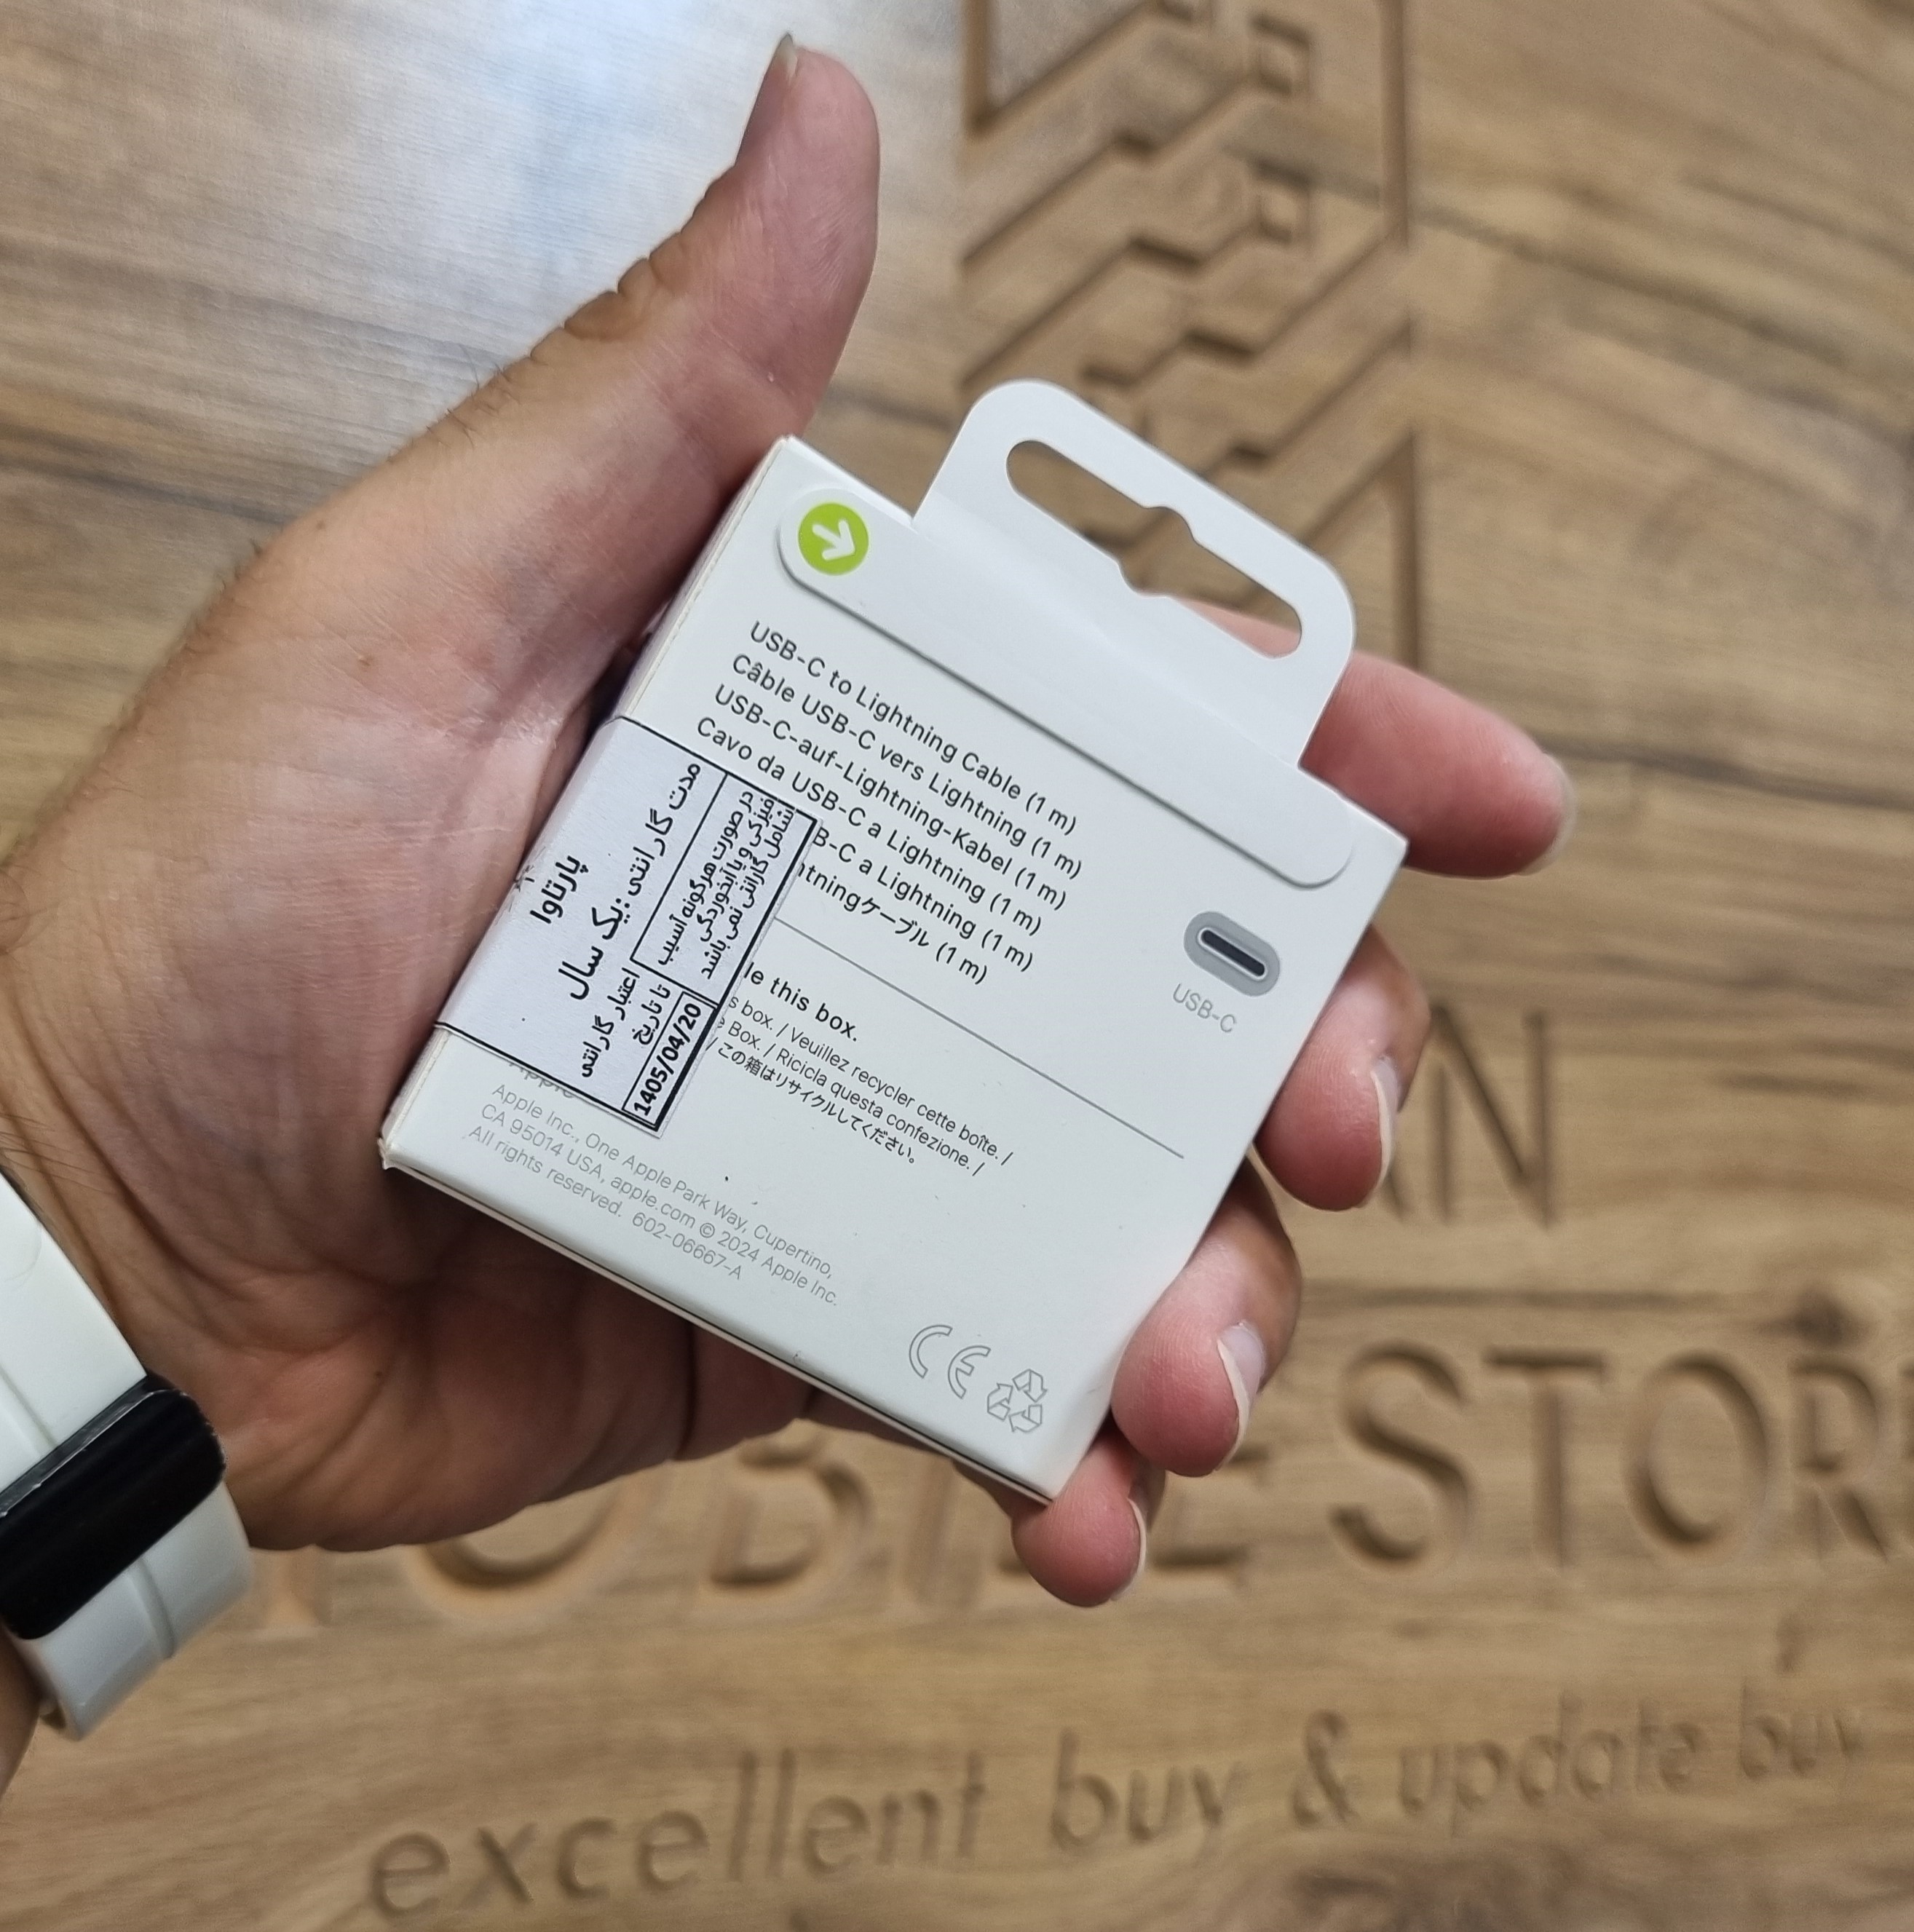 USB-C to Lightning Cable (1 m)
Câble USB-C vers Lightning (1 m)
USB-C-auf-Lightning-Kabel (1 m)
Cavo da USB-C a Lightning (1 m)
B-C a Lightning (1 m)
htningケーブル (1 m)
USB-C
le this box.
s box. / Veuillez recycler cette boîte. /
Box. / Ricicla questa confezione. /
/ この箱はリサイクルしてください。
Apple Inc., One Apple Park Way, Cupertino,
CA 95014 USA, apple.com © 2024 Apple Inc.
All rights reserved. 602-06667-A
CE
پارتاوا
مدت گارانتی : یک سال
اعتبار گارانتی
تا تاریخ
1405/04/20
در صورت هرگونه آسیب
فیزیکی و یا آبخوردگی
شامل گارانتی نمی باشد
STOR
excellent buy & update buy